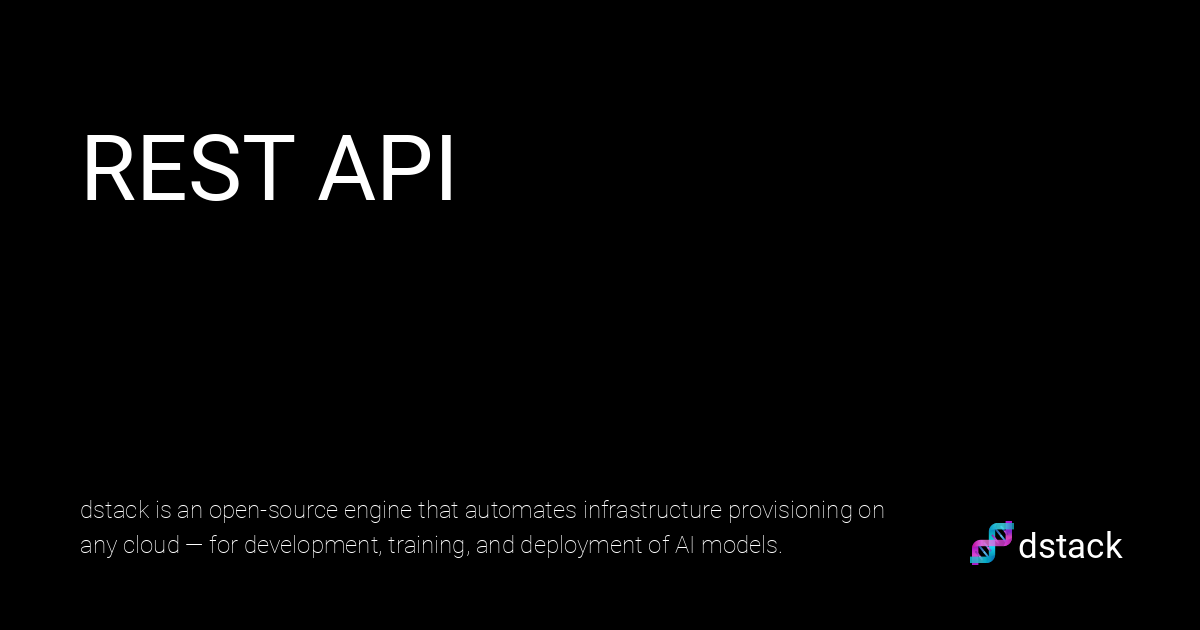 REST API
dstack is an open-source engine that automates infrastructure provisioning on
any cloud — for development, training, and deployment of AI models.
dstack